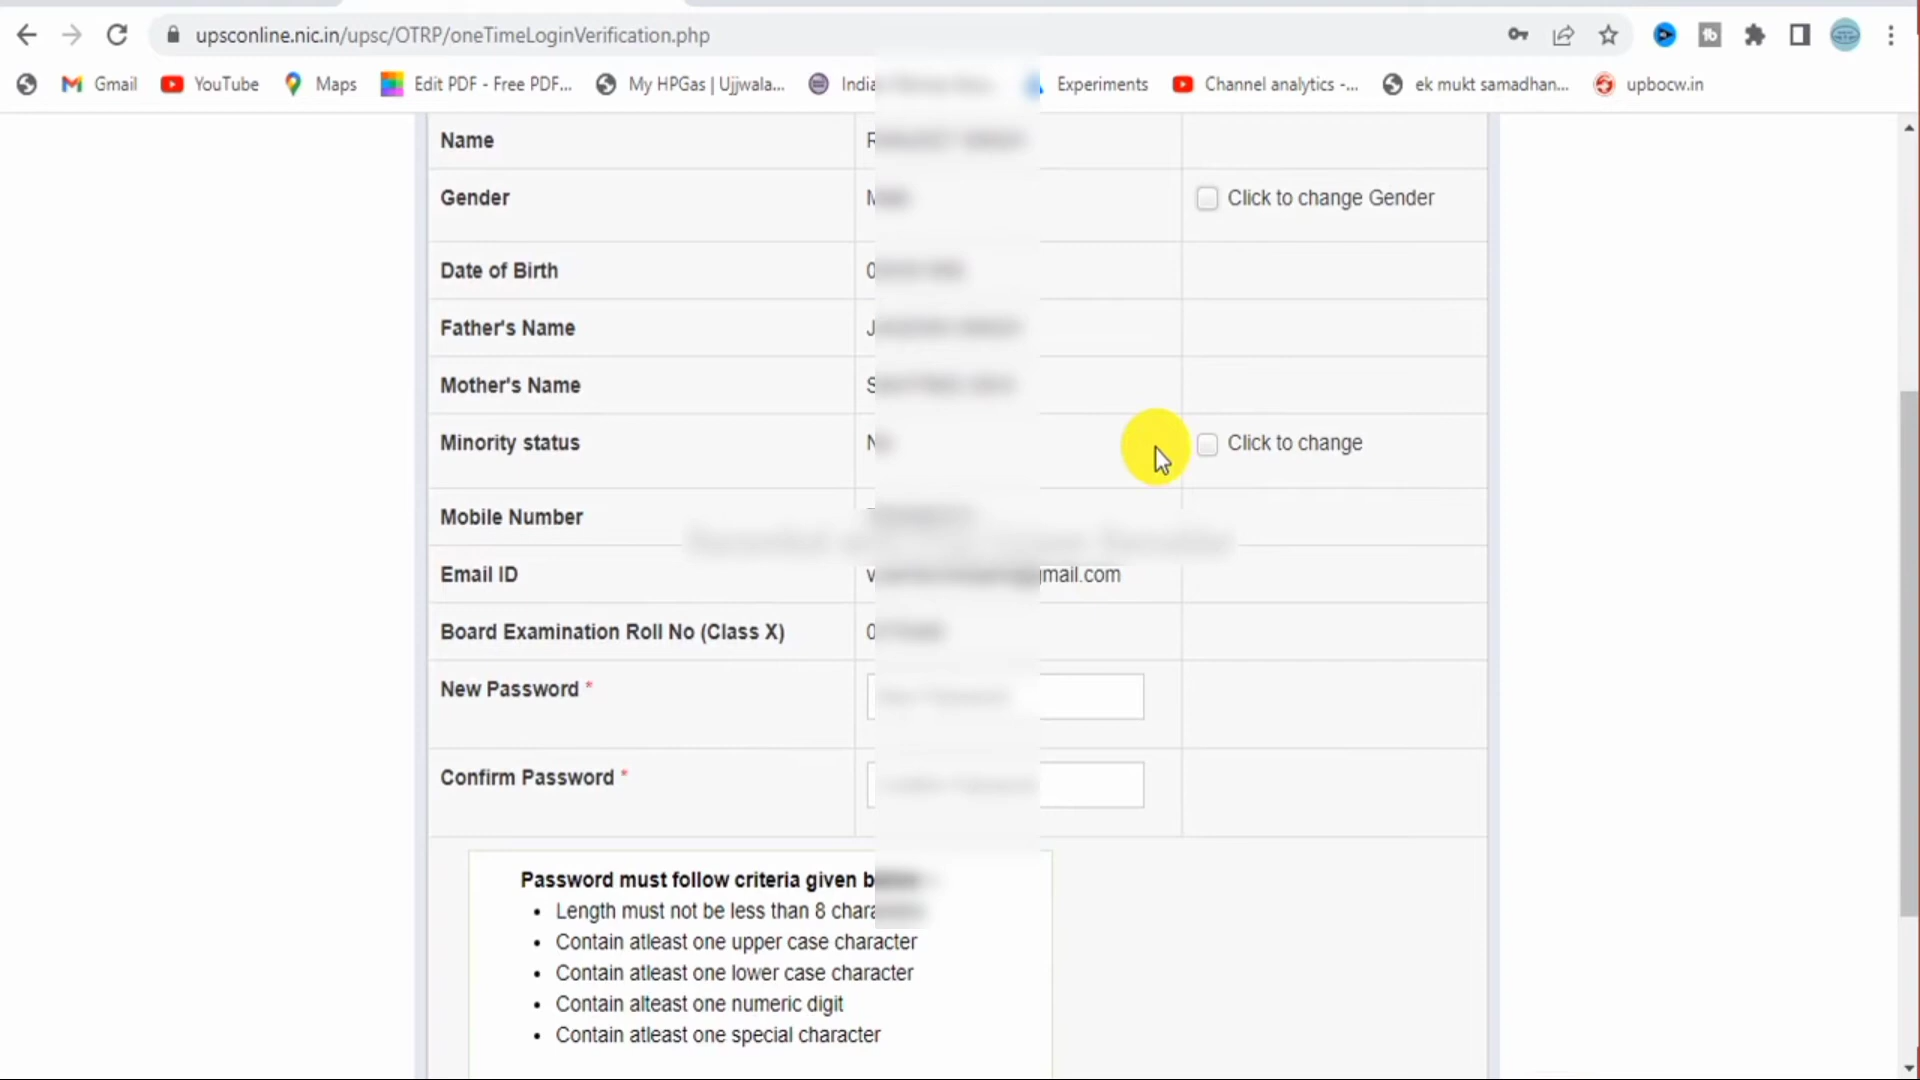 upsconline.nic.in/upsc/OTRP/oneTimeLoginVerification.php
Gmail YouTube Maps Edit PDF - Free PDF... My HPGas | Ujjwala... Experiments Channel analytics -... ek mukt samadhan... upbocw.in
Name
Gender Click to change Gender
Date of Birth
Father's Name
Mother's Name
Minority status Click to change
Mobile Number
Email ID mail.com
Board Examination Roll No (Class X)
New Password *
Confirm Password *
Password must follow criteria given
• Length must not be less than 8
• Contain atleast one upper case character
• Contain atleast one lower case character
• Contain alteast one numeric digit
• Contain atleast one special character